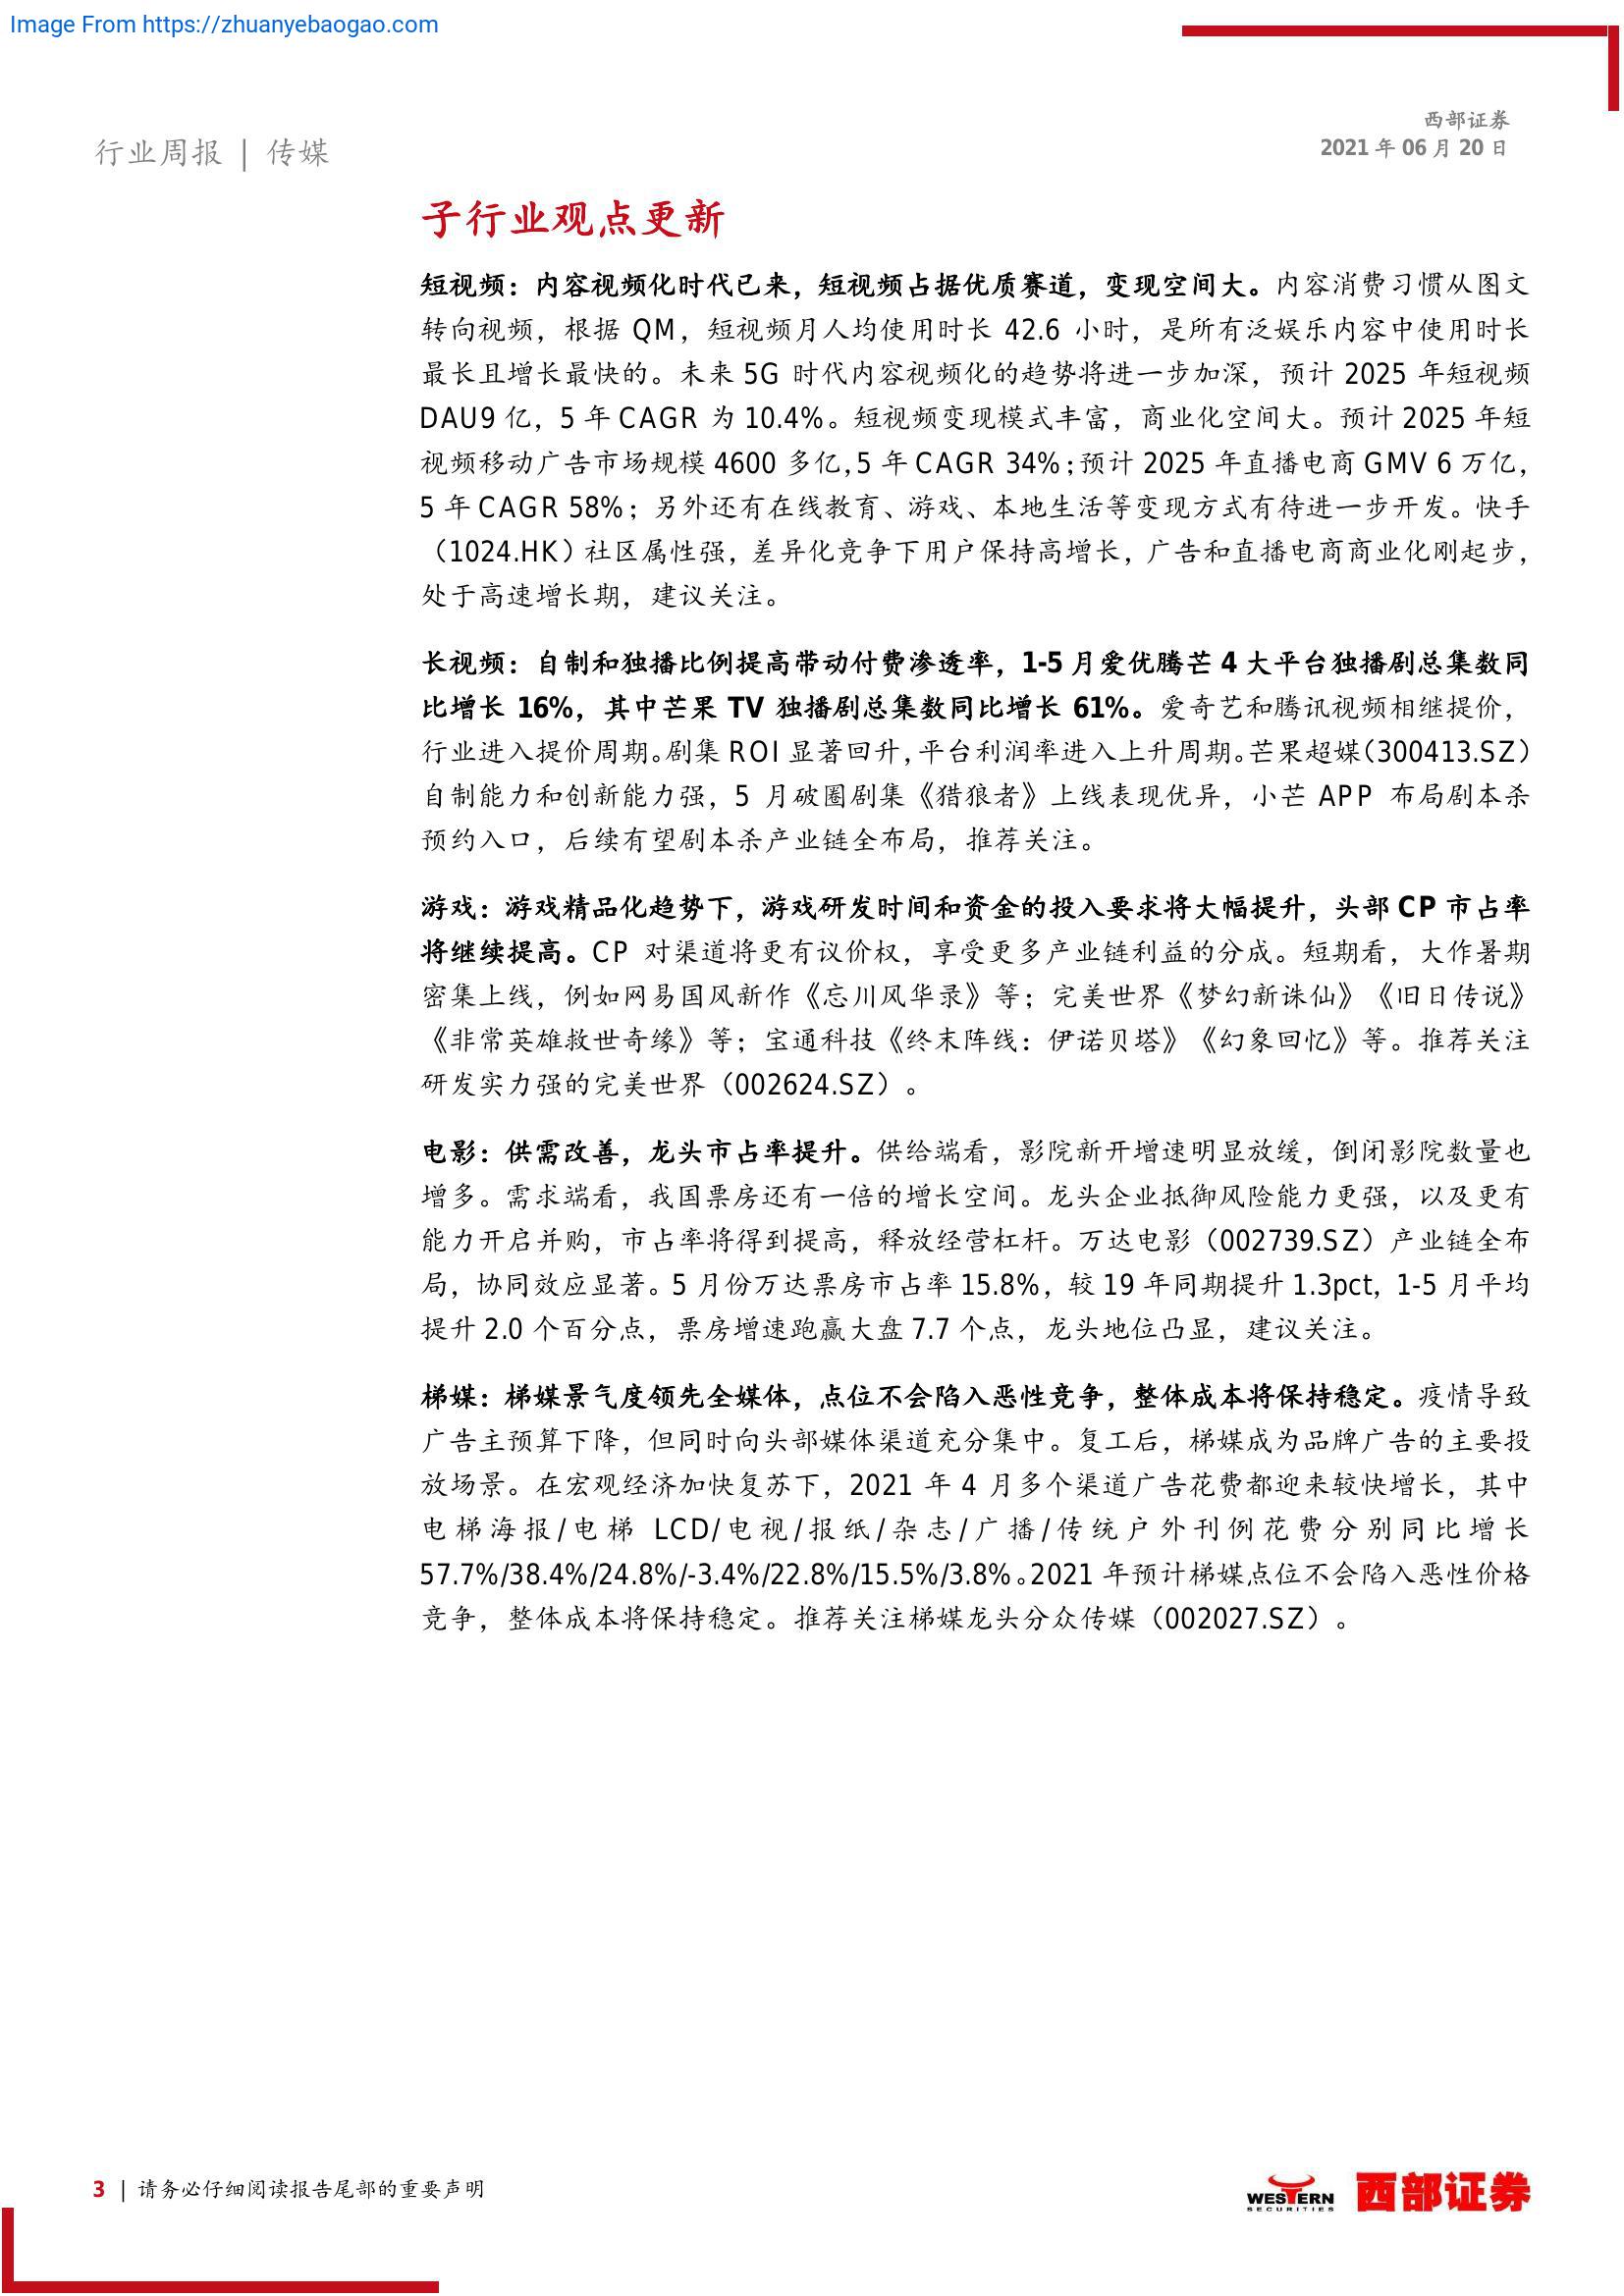 Image From https://zhuanyebaogao.com
西部证券
2021 年 06 月 20 日
行业周报 | 传媒
子行业观点更新
短视频：内容视频化时代已来，短视频占据优质赛道，变现空间大。内容消费习惯从图文
转向视频，根据 QM，短视频月人均使用时长 42.6 小时，是所有泛娱乐内容中使用时长
最长且增长最快的。未来 5G 时代内容视频化的趋势将进一步加深，预计 2025 年短视频
DAU9 亿，5 年 CAGR 为 10.4%。短视频变现模式丰富，商业化空间大。预计 2025 年短
视频移动广告市场规模 4600 多亿，5 年 CAGR 34%；预计 2025 年直播电商 GMV 6 万亿，
5 年 CAGR 58%；另外还有在线教育、游戏、本地生活等变现方式有待进一步开发。快手
（1024.HK）社区属性强，差异化竞争下用户保持高增长，广告和直播电商商业化刚起步，
处于高速增长期，建议关注。
长视频：自制和独播比例提高带动付费渗透率，1-5 月爱优腾芒 4 大平台独播剧总集数同
比增长 16%，其中芒果 TV 独播剧总集数同比增长 61%。爱奇艺和腾讯视频相继提价，
行业进入提价周期。剧集 ROI 显著回升，平台利润率进入上升周期。芒果超媒（300413.SZ）
自制能力和创新能力强，5 月破圈剧集《猎狼者》上线表现优异，小芒 APP 布局剧本杀
预约入口，后续有望剧本杀产业链全布局，推荐关注。
游戏：游戏精品化趋势下，游戏研发时间和资金的投入要求将大幅提升，头部 CP 市占率
将继续提高。CP 对渠道将更有议价权，享受更多产业链利益的分成。短期看，大作暑期
密集上线，例如网易国风新作《忘川风华录》等；完美世界《梦幻新诛仙》《旧日传说》
《非常英雄救世奇缘》等；宝通科技《终末阵线：伊诺贝塔》《幻象回忆》等。推荐关注
研发实力强的完美世界（002624.SZ）。
电影：供需改善，龙头市占率提升。供给端看，影院新开增速明显放缓，倒闭影院数量也
增多。需求端看，我国票房还有一倍的增长空间。龙头企业抵御风险能力更强，以及更有
能力开启并购，市占率将得到提高，释放经营杠杆。万达电影（002739.SZ）产业链全布
局，协同效应显著。5 月份万达票房市占率 15.8%，较 19 年同期提升 1.3pct，1-5 月平均
提升 2.0 个百分点，票房增速跑赢大盘 7.7 个点，龙头地位凸显，建议关注。
梯媒：梯媒景气度领先全媒体，点位不会陷入恶性竞争，整体成本将保持稳定。疫情导致
广告主预算下降，但同时向头部媒体渠道充分集中。复工后，梯媒成为品牌广告的主要投
放场景。在宏观经济加快复苏下，2021 年 4 月多个渠道广告花费都迎来较快增长，其中
电梯海报/电梯 LCD/电视/报纸/杂志/广播/传统户外刊例花费分别同比增长
57.7%/38.4%/24.8%/-3.4%/22.8%/15.5%/3.8%。2021 年预计梯媒点位不会陷入恶性价格
竞争，整体成本将保持稳定。推荐关注梯媒龙头分众传媒（002027.SZ）。
3 | 请务必仔细阅读报告尾部的重要声明
WESTERN
SECURITIES
西部证券